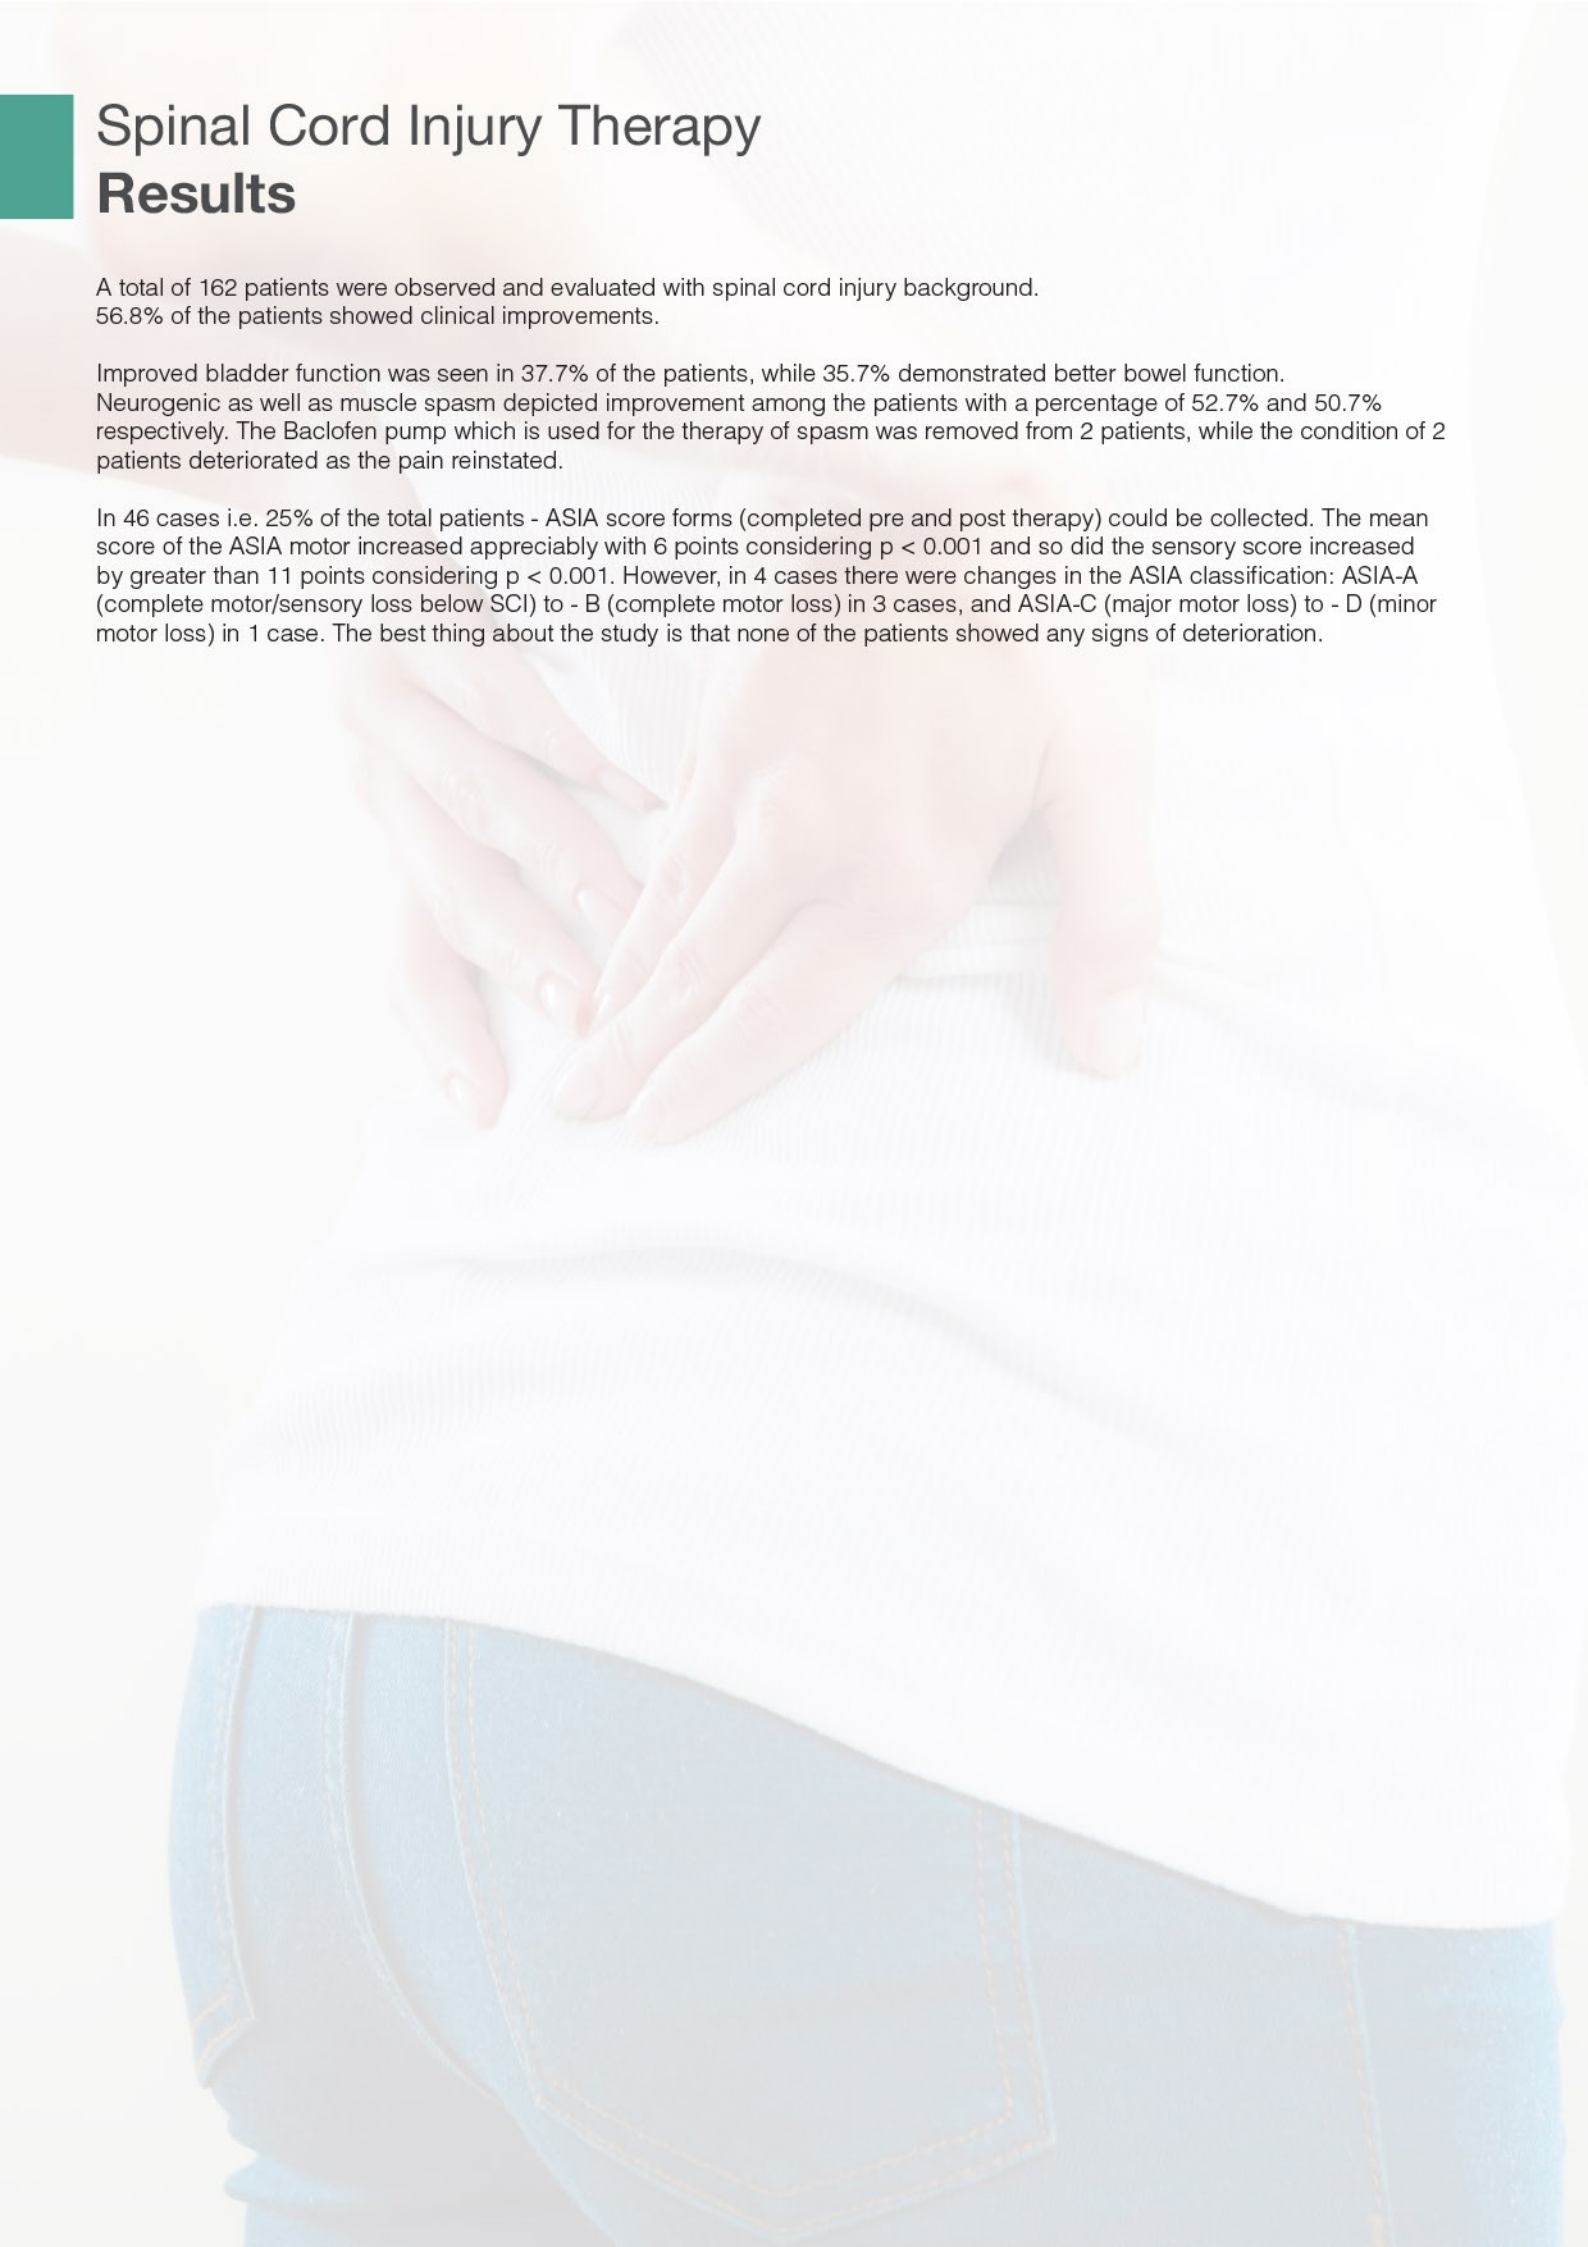 Spinal Cord Injury Therapy
Results
A total of 162 patients were observed and evaluated with spinal cord injury background.
56.8% of the patients showed clinical improvements.
Improved bladder function was seen in 37.7% of the patients, while 35.7% demonstrated better bowel function.
Neurogenic as well as muscle spasm depicted improvement among the patients with a percentage of 52.7% and 50.7%
respectively. The Baclofen pump which is used for the therapy of spasm was removed from 2 patients, while the condition of 2
patients deteriorated as the pain reinstated.
In 46 cases i.e. 25% of the total patients - ASIA score forms (completed pre and post therapy) could be collected. The mean
score of the ASIA motor increased appreciably with 6 points considering p < 0.001 and so did the sensory score increased
by greater than 11 points considering p < 0.001. However, in 4 cases there were changes in the ASIA classification: ASIA-A
(complete motor/sensory loss below SCI) to - B (complete motor loss) in 3 cases, and ASIA-C (major motor loss) to - D (minor
motor loss) in 1 case. The best thing about the study is that none of the patients showed any signs of deterioration.